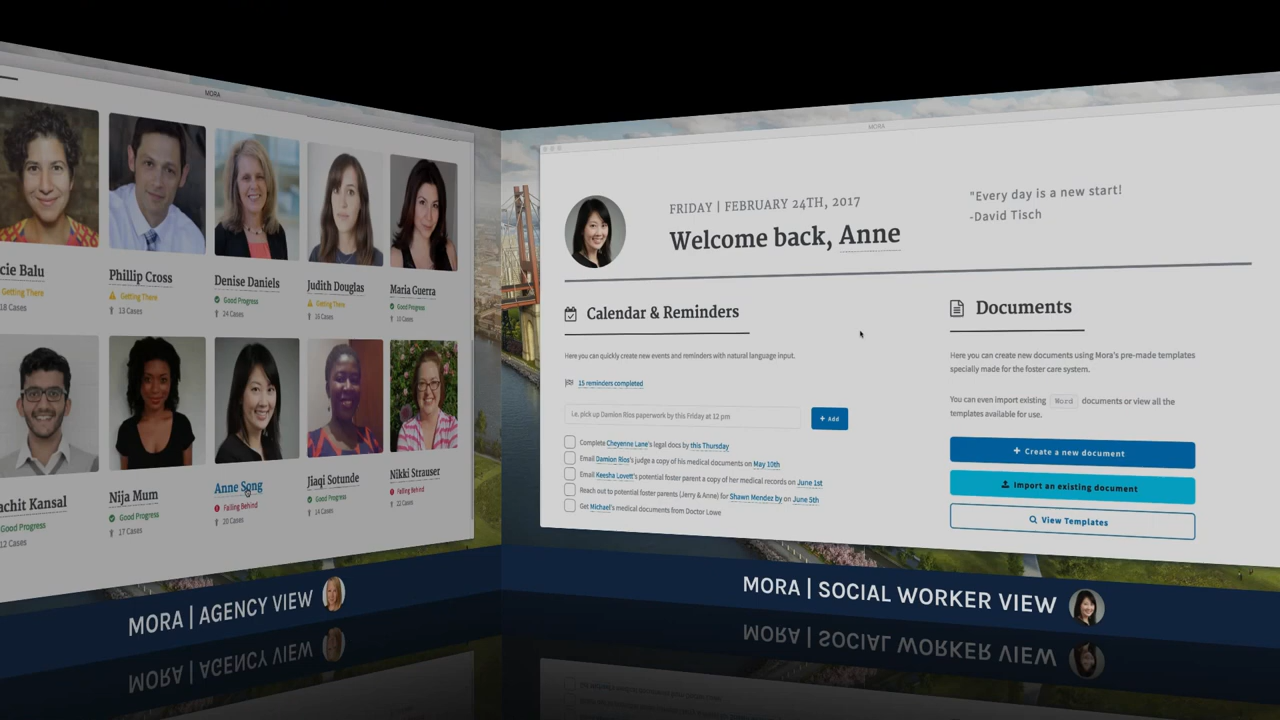 MORA
cie Balu
Getting There
18 Cases
Phillip Cross
Getting There
13 Cases
Denise Daniels
Good Progress
24 Cases
Judith Douglas
Getting There
16 Cases
Maria Guerra
Good Progress
10 Cases
achit Kansal
Good Progress
12 Cases
Nija Mum
Good Progress
17 Cases
Anne Song
Falling Behind
20 Cases
Jiaqi Sotunde
Good Progress
14 Cases
Nikki Strauser
Falling Behind
22 Cases
MORA | AGENCY VIEW
MORA
FRIDAY | FEBRUARY 24TH, 2017
Welcome back, Anne
"Every day is a new start!
-David Tisch
Calendar & Reminders
Here you can quickly create new events and reminders with natural language input.
15 reminders completed
i.e. pick up Damion Rios paperwork by this Friday at 12 pm
+ Add
Complete Cheyenne Lane's legal docs by this Thursday
Email Damion Rios's judge a copy of his medical documents on May 10th
Email Keesha Lovett's potential foster parent a copy of her medical records on June 1st
Reach out to potential foster parents (Jerry & Anne) for Shawn Mendez by on June 5th
Get Michael's medical documents from Doctor Lowe
Documents
Here you can create new documents using Mora's pre-made templates
specially made for the foster care system.
You can even import existing Word documents or view all the
templates available for use.
+ Create a new document
Import an existing document
View Templates
MORA | SOCIAL WORKER VIEW